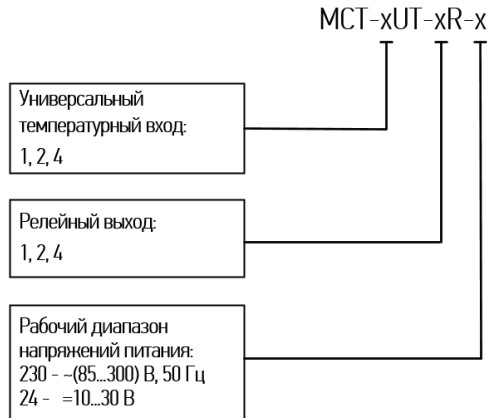 МСТ-xUT-xR-x
Универсальный
температурный вход:
1, 2, 4
Релейный выход:
1, 2, 4
Рабочий диапазон
напряжений питания:
230 - ~(85...300) В, 50 Гц
24 - =10...30 В